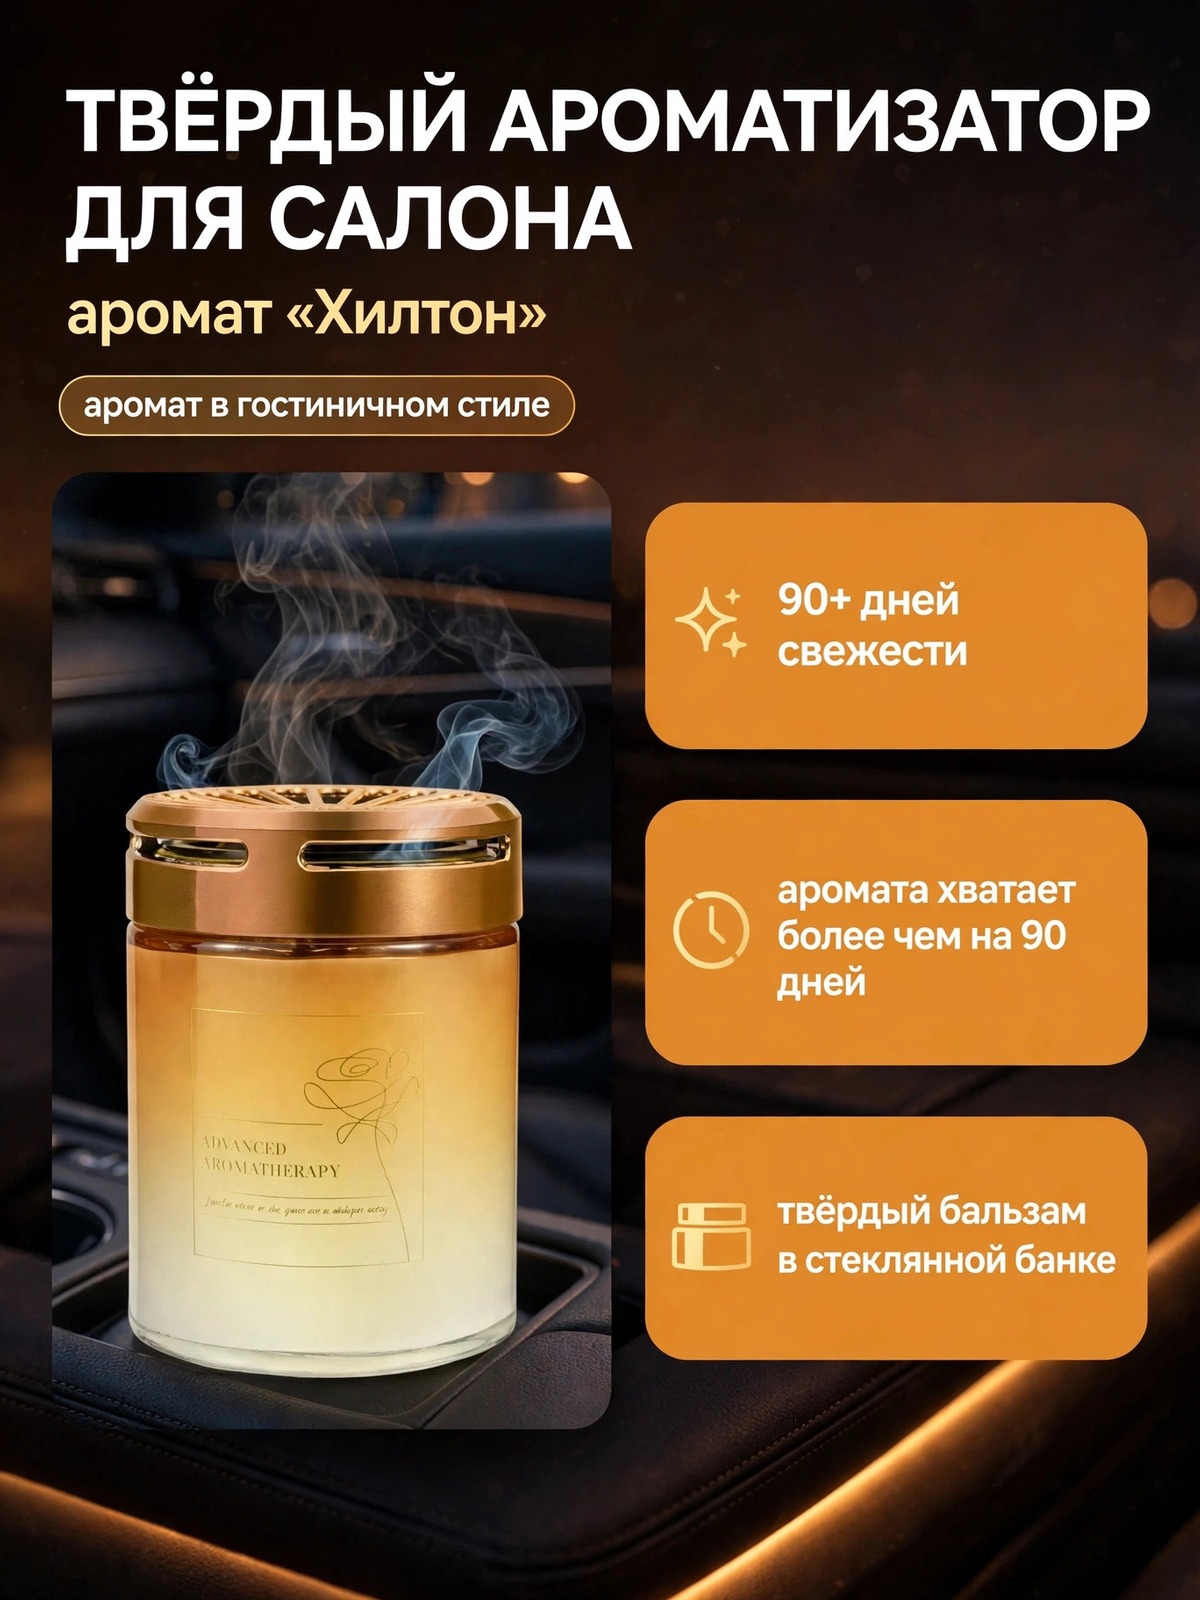 ТВЁРДЫЙ АРОМАТИЗАТОР
ДЛЯ САЛОНА
аромат «Хилтон»
аромат в гостиничном стиле
90+ дней
свежести
аромата хватает
более чем на 90
дней
твёрдый бальзам
в стеклянной банке
ADVANCED
AROMATHERAPY